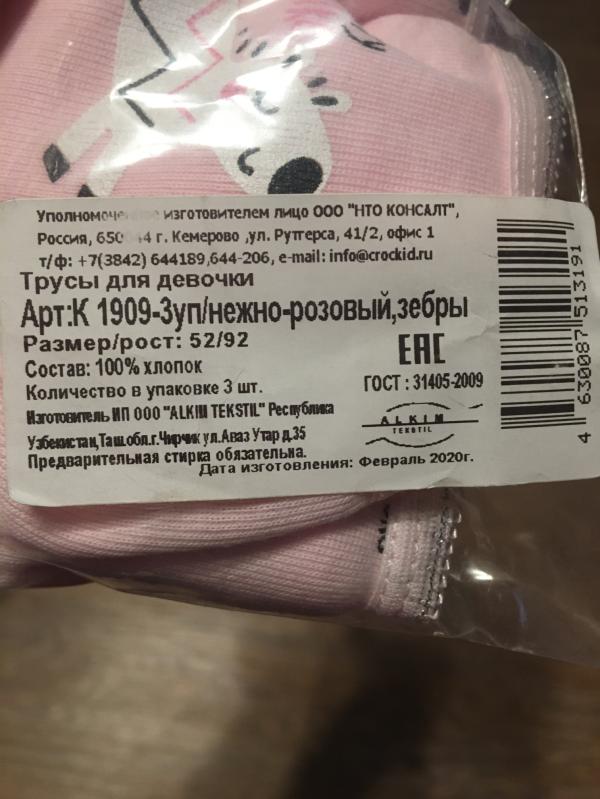 Уполномоченное изготовителем лицо ООО "НТО КОНСАЛТ",
Россия, г. Кемерово ,ул. Рутгерса, 41/2, офис 1
т/ф: +7(3842) 644189,644-206, e-mail: info@crockid.ru
Трусы для девочки
Арт:К 1909-3уп/нежно-розовый,зебры
Размер/рост: 52/92
Состав: 100% хлопок
Количество в упаковке 3 шт.
Изготовитель ИП ООО "ALKIM TEKSTIL" Республика
Узбекистан,Таш.обл.г.Чирчик ул.Аваз Утар д.35
Предварительная стирка обязательна.
Дата изготовления: Февраль 2020г.
ЕАС
ГОСТ : 31405-2009
ALKIM
TEKSTIL
4 630087 513191